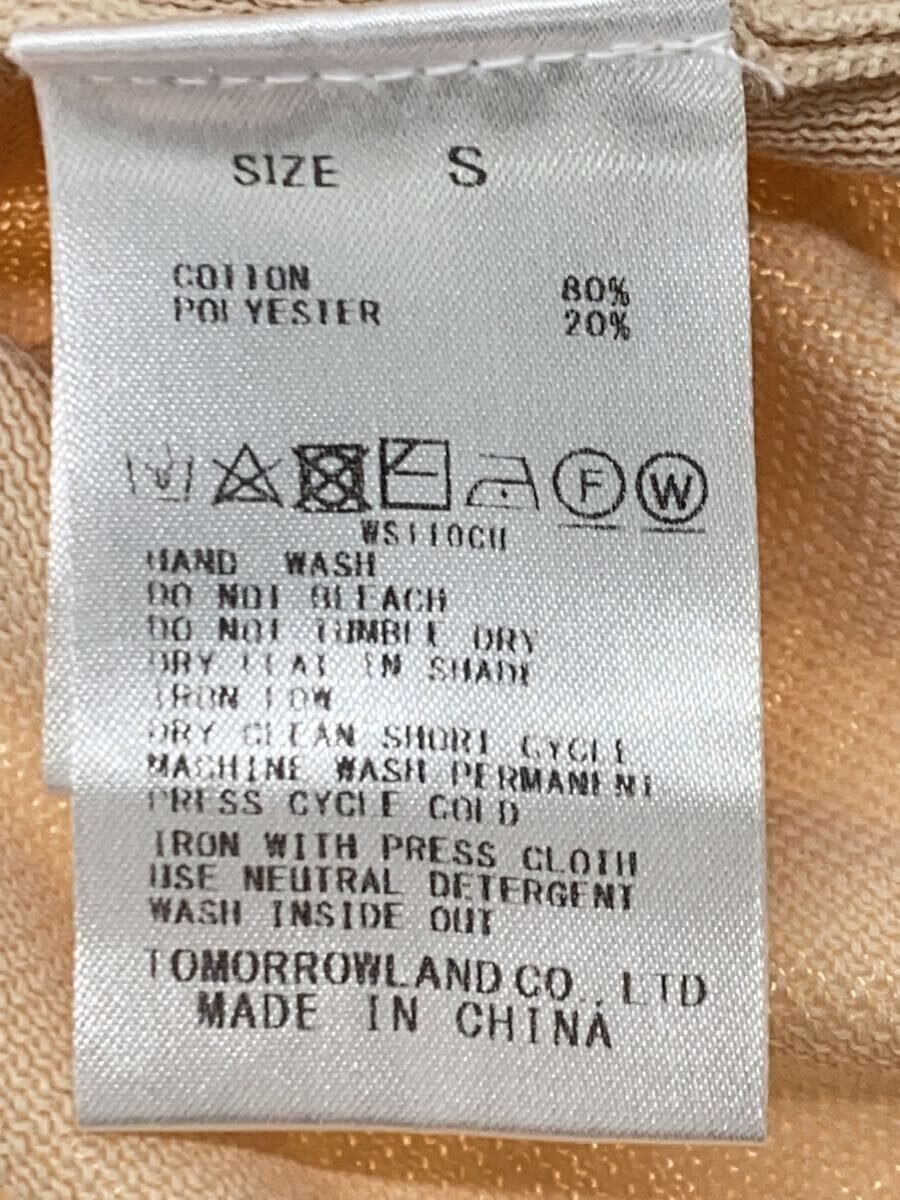 SIZE S
COTTON 80%
POLYESTER 20%
F W
WS110CH
HAND WASH
DO NOT BLEACH
DO NOT TUMBLE DRY
DRY FLAT IN SHADE
IRON LOW
DRY CLEAN SHORT CYCLE
MACHINE WASH PERMANENT
PRESS CYCLE COLD
IRON WITH PRESS CLOTH
USE NEUTRAL DETERGENT
WASH INSIDE OUT
TOMORROWLAND CO., LTD
MADE IN CHINA